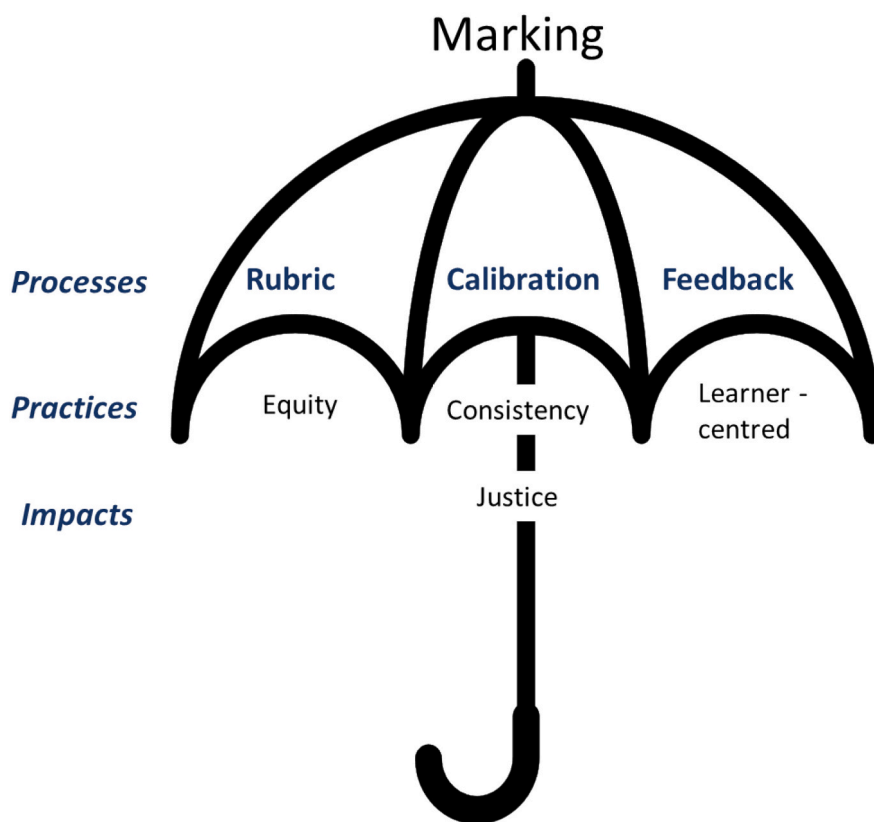 Marking
Processes Rubric Calibration Feedback
Practices Equity Consistency Learner -
centred
Impacts Justice